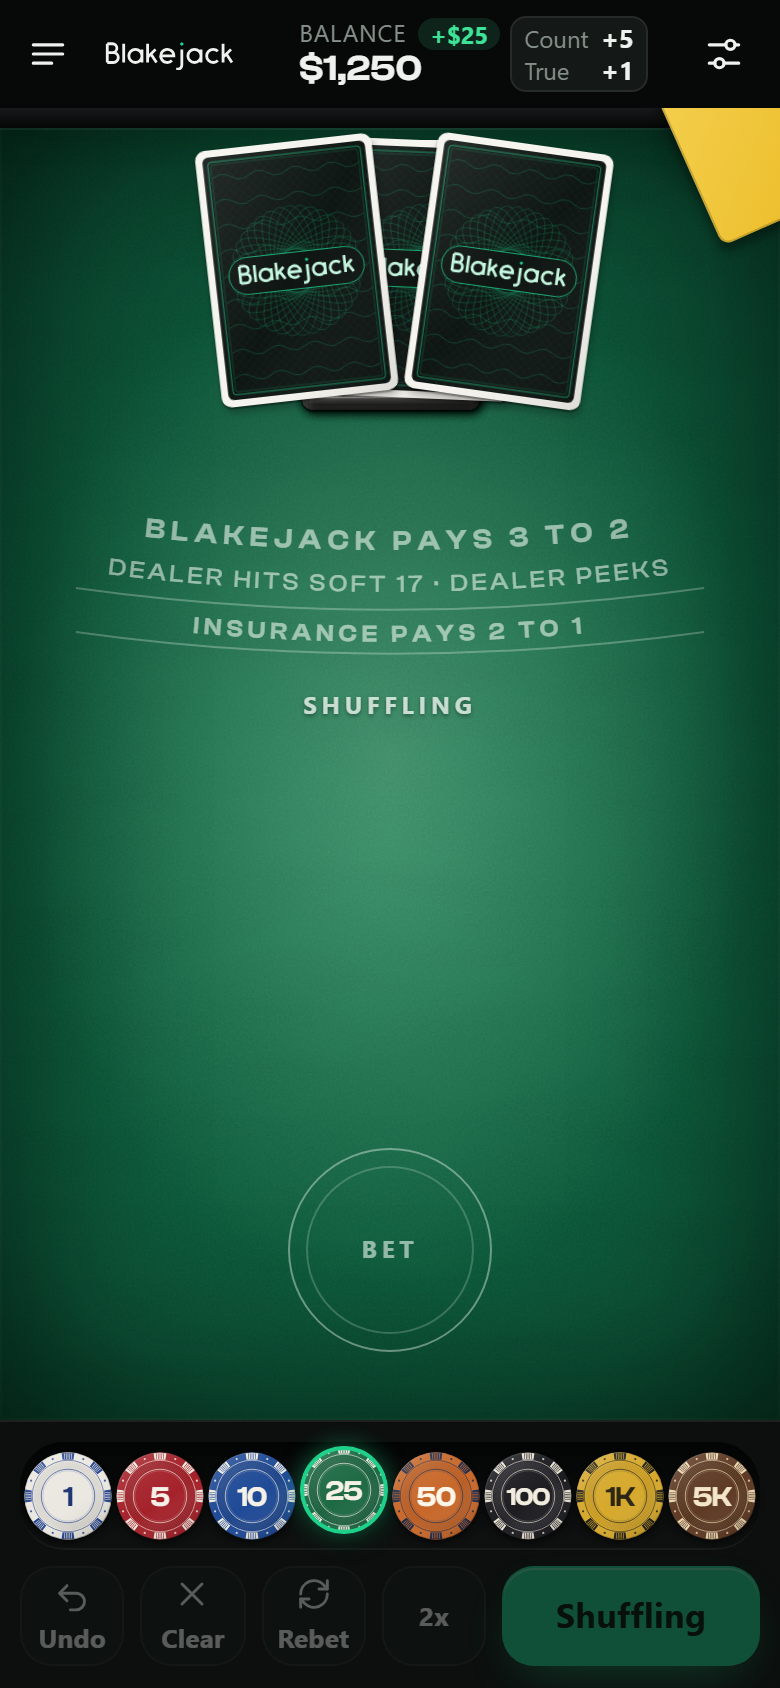 Blakejack
BALANCE +$25
$1,250
Count +5
True +1
Blakejack
Blakejack
BLAKEJACK PAYS 3 TO 2
DEALER HITS SOFT 17 · DEALER PEEKS
INSURANCE PAYS 2 TO 1
SHUFFLING
BET
1 5 10 25 50 100 1K 5K
Undo Clear Rebet 2x Shuffling